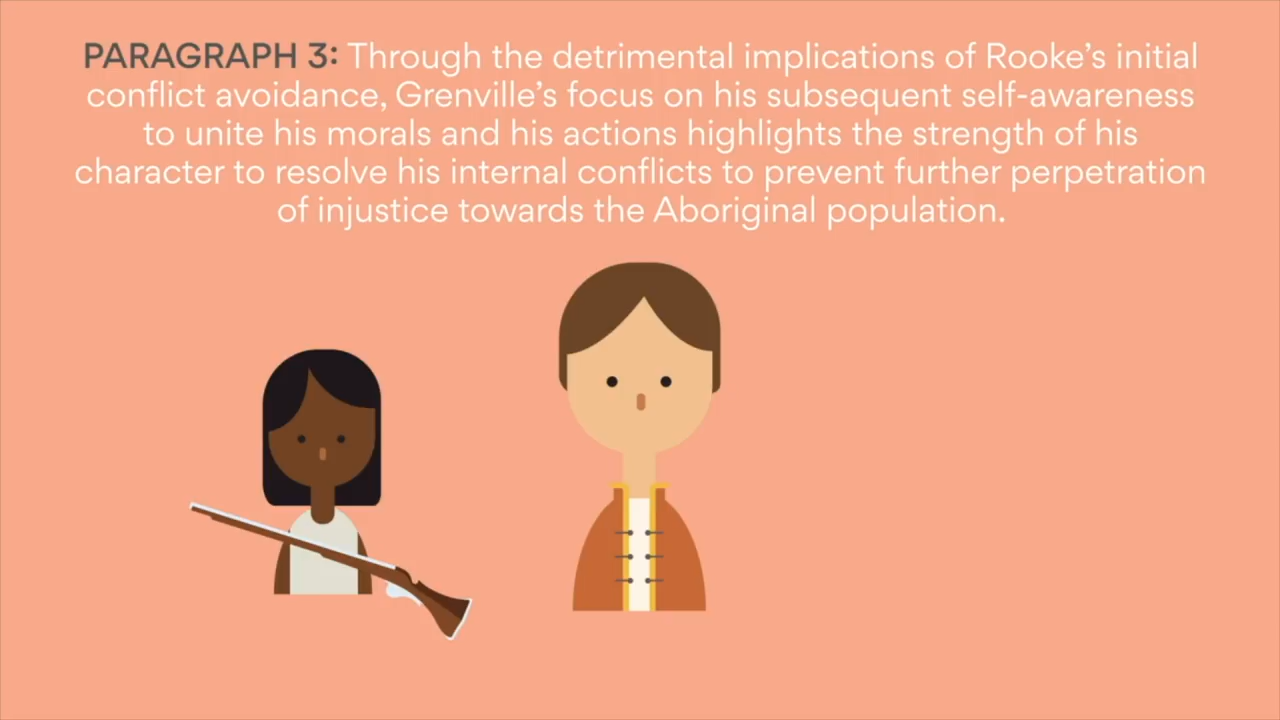 PARAGRAPH 3: Through the detrimental implications of Rooke’s initial
conflict avoidance, Grenville’s focus on his subsequent self-awareness
to unite his morals and his actions highlights the strength of his
character to resolve his internal conflicts to prevent further perpetration
of injustice towards the Aboriginal population.